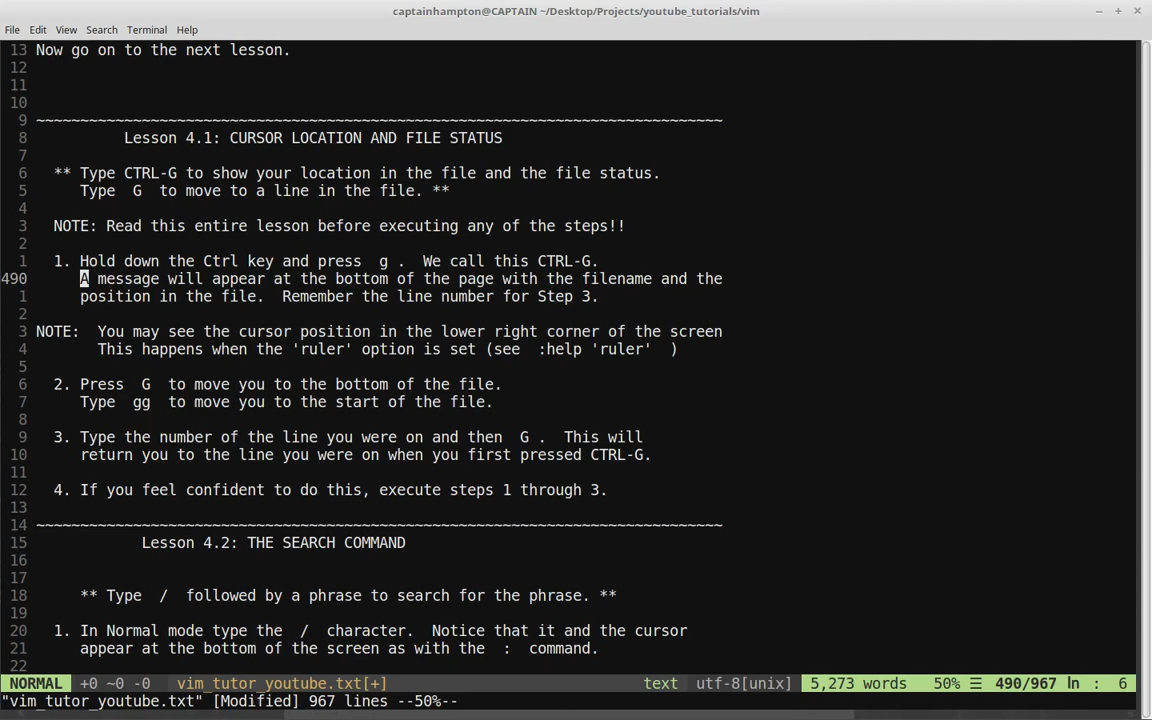 captainhampton@CAPTAIN ~/Desktop/Projects/youtube_tutorials/vim
File Edit View Search Terminal Help
13 Now go on to the next lesson.
12
11
10
9 ~~~~~~~~~~~~~~~~~~~~~~~~~~~~~~~~~~~~~~~~~~~~~~~~~~~~~~~~~~~~~~~~~~~~~~~~~~~~~~
8 Lesson 4.1: CURSOR LOCATION AND FILE STATUS
7
6 ** Type CTRL-G to show your location in the file and the file status.
5 Type  G  to move to a line in the file. **
4
3 NOTE: Read this entire lesson before executing any of the steps!!
2
1 1. Hold down the Ctrl key and press  g .  We call this CTRL-G.
490 A message will appear at the bottom of the page with the filename and the
1 position in the file.  Remember the line number for Step 3.
2
3 NOTE:  You may see the cursor position in the lower right corner of the screen
4 This happens when the 'ruler' option is set (see  :help 'ruler'  )
5
6 2. Press  G  to move you to the bottom of the file.
7 Type  gg  to move you to the start of the file.
8
9 3. Type the number of the line you were on and then  G .  This will
10 return you to the line you were on when you first pressed CTRL-G.
11
12 4. If you feel confident to do this, execute steps 1 through 3.
13
14 ~~~~~~~~~~~~~~~~~~~~~~~~~~~~~~~~~~~~~~~~~~~~~~~~~~~~~~~~~~~~~~~~~~~~~~~~~~~~~~
15 Lesson 4.2: THE SEARCH COMMAND
16
17
18 ** Type  /  followed by a phrase to search for the phrase. **
19
20 1. In Normal mode type the  /  character.  Notice that it and the cursor
21 appear at the bottom of the screen as with the  :  command.
22
NORMAL +0 ~0 -0 vim_tutor_youtube.txt[+] text utf-8[unix] 5,273 words 50% ☰ 490/967 ln : 6
"vim_tutor_youtube.txt" [Modified] 967 lines --50%--